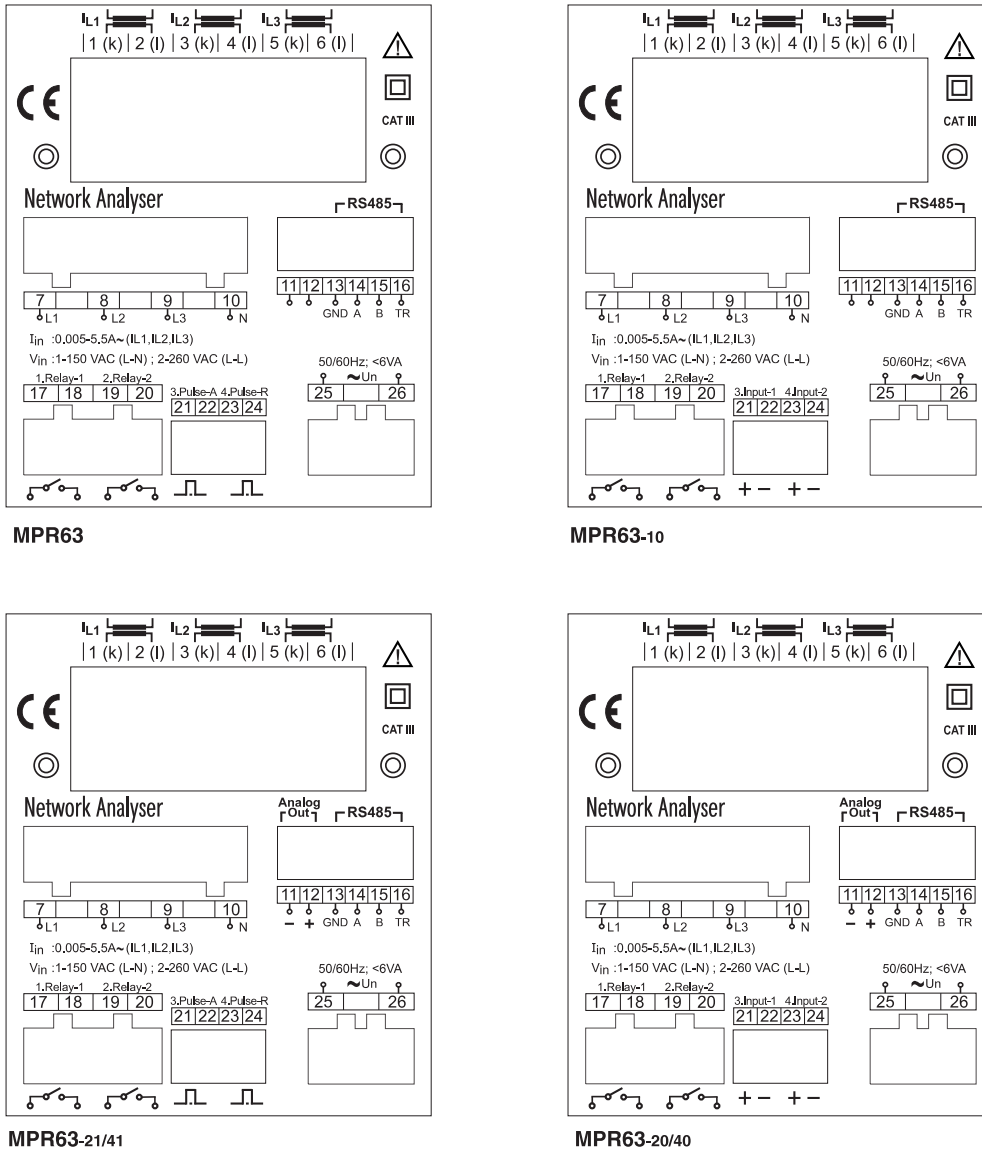 IL1 IL2 IL3
1 (k) 2 (l) 3 (k) 4 (l) 5 (k) 6 (l)
CE
CAT III
Network Analyser
RS485
11 12 13 14 15 16
GND A B TR
7 8 9 10
L1 L2 L3 N
Iin :0.005-5.5A~(IL1,IL2,IL3)
Vin :1-150 VAC (L-N) ; 2-260 VAC (L-L)
50/60Hz; <6VA
~Un
1.Relay-1 2.Relay-2
17 18 19 20
3.Pulse-A 4.Pulse-R
21 22 23 24
25 26
MPR63
IL1 IL2 IL3
1 (k) 2 (l) 3 (k) 4 (l) 5 (k) 6 (l)
CE
CAT III
Network Analyser
RS485
11 12 13 14 15 16
GND A B TR
7 8 9 10
L1 L2 L3 N
Iin :0.005-5.5A~(IL1,IL2,IL3)
Vin :1-150 VAC (L-N) ; 2-260 VAC (L-L)
50/60Hz; <6VA
~Un
1.Relay-1 2.Relay-2
17 18 19 20
3.Input-1 4.Input-2
21 22 23 24
25 26
+ − + −
MPR63-10
IL1 IL2 IL3
1 (k) 2 (l) 3 (k) 4 (l) 5 (k) 6 (l)
CE
CAT III
Network Analyser
Analog
Out RS485
11 12 13 14 15 16
− + GND A B TR
7 8 9 10
L1 L2 L3 N
Iin :0.005-5.5A~(IL1,IL2,IL3)
Vin :1-150 VAC (L-N) ; 2-260 VAC (L-L)
50/60Hz; <6VA
~Un
1.Relay-1 2.Relay-2
17 18 19 20
3.Pulse-A 4.Pulse-R
21 22 23 24
25 26
MPR63-21/41
IL1 IL2 IL3
1 (k) 2 (l) 3 (k) 4 (l) 5 (k) 6 (l)
CE
CAT III
Network Analyser
Analog
Out RS485
11 12 13 14 15 16
− + GND A B TR
7 8 9 10
L1 L2 L3 N
Iin :0.005-5.5A~(IL1,IL2,IL3)
Vin :1-150 VAC (L-N) ; 2-260 VAC (L-L)
50/60Hz; <6VA
~Un
1.Relay-1 2.Relay-2
17 18 19 20
3.Input-1 4.Input-2
21 22 23 24
25 26
+ − + −
MPR63-20/40